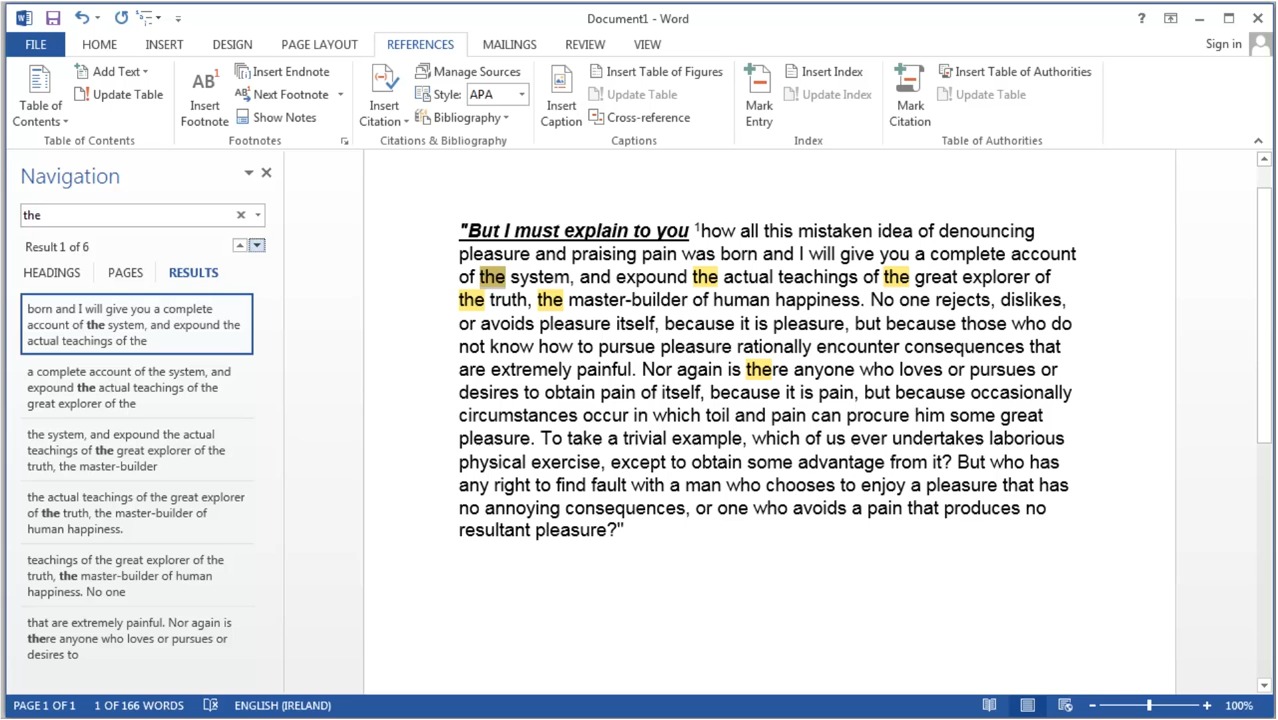 Document1 - Word
FILE HOME INSERT DESIGN PAGE LAYOUT REFERENCES MAILINGS REVIEW VIEW Sign in
Table of Contents
Add Text
Update Table
Table of Contents
AB1
Insert Footnote
Insert Endnote
AB1 Next Footnote
Show Notes
Footnotes
Insert Citation
Manage Sources
Style: APA
Bibliography
Citations & Bibliography
Insert Caption
Insert Table of Figures
Update Table
Cross-reference
Captions
Mark Entry
Insert Index
Update Index
Index
Mark Citation
Insert Table of Authorities
Update Table
Table of Authorities
Navigation
the
Result 1 of 6
HEADINGS PAGES RESULTS
born and I will give you a complete
account of the system, and expound the
actual teachings of the
a complete account of the system, and
expound the actual teachings of the
great explorer of the
the system, and expound the actual
teachings of the great explorer of the
truth, the master-builder
the actual teachings of the great explorer
of the truth, the master-builder of
human happiness.
teachings of the great explorer of the
truth, the master-builder of human
happiness. No one
that are extremely painful. Nor again is
there anyone who loves or pursues or
desires to
"But I must explain to you 1how all this mistaken idea of denouncing
pleasure and praising pain was born and I will give you a complete account
of the system, and expound the actual teachings of the great explorer of
the truth, the master-builder of human happiness. No one rejects, dislikes,
or avoids pleasure itself, because it is pleasure, but because those who do
not know how to pursue pleasure rationally encounter consequences that
are extremely painful. Nor again is there anyone who loves or pursues or
desires to obtain pain of itself, because it is pain, but because occasionally
circumstances occur in which toil and pain can procure him some great
pleasure. To take a trivial example, which of us ever undertakes laborious
physical exercise, except to obtain some advantage from it? But who has
any right to find fault with a man who chooses to enjoy a pleasure that has
no annoying consequences, or one who avoids a pain that produces no
resultant pleasure?"
PAGE 1 OF 1 1 OF 166 WORDS ENGLISH (IRELAND) 100%